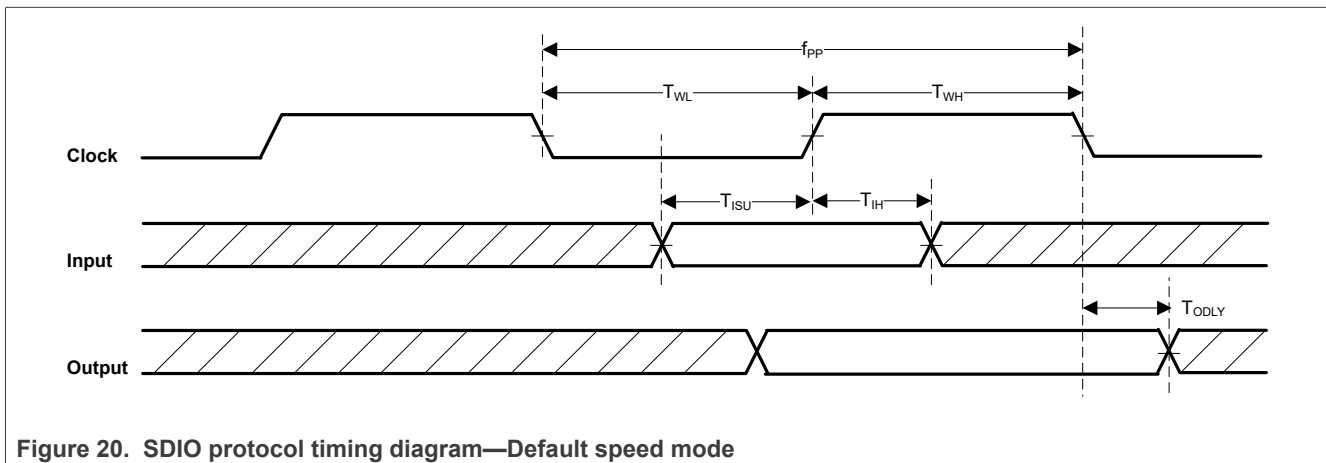 fPP
TWL
TWH
Clock
TISU
TIH
Input
TODLY
Output
Figure 20. SDIO protocol timing diagram—Default speed mode